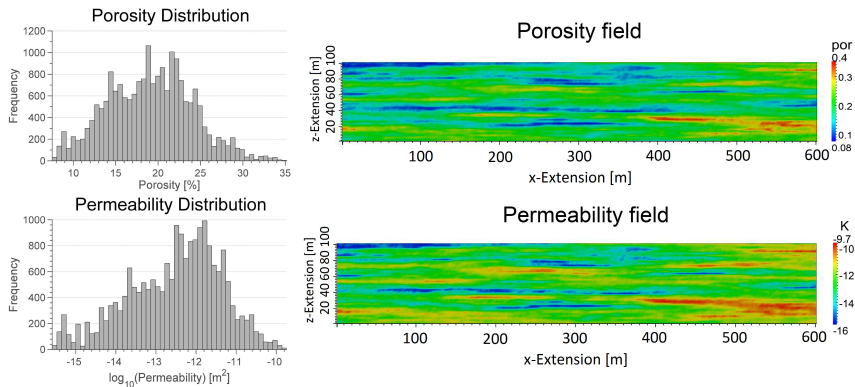 Porosity Distribution
1200
1000
800
600
400
200
0
Frequency
10 15 20 25 30 35
Porosity [%]
Porosity field
z-Extension [m]
20 40 60 80 100
100 200 300 400 500 600
x-Extension [m]
por
0.4
0.3
0.2
0.1
0.08
Permeability Distribution
1000
800
600
400
200
0
Frequency
-15 -14 -13 -12 -11 -10
log10(Permeability) [m2]
Permeability field
z-Extension [m]
20 40 60 80 100
100 200 300 400 500 600
x-Extension [m]
K
-9.7
-10
-12
-14
-16